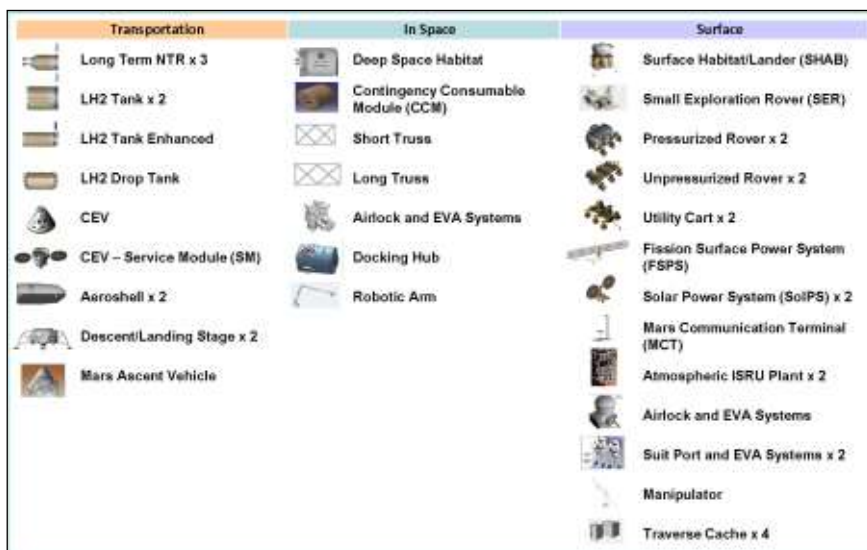 Transportation
Long Term NTR x 3
LH2 Tank x 2
LH2 Tank Enhanced
LH2 Drop Tank
CEV
CEV – Service Module (SM)
Aeroshell x 2
Descent/Landing Stage x 2
Mars Ascent Vehicle
In Space
Deep Space Habitat
Contingency Consumable
Module (CCM)
Short Truss
Long Truss
Airlock and EVA Systems
Docking Hub
Robotic Arm
Surface
Surface Habitat/Lander (SHAB)
Small Exploration Rover (SER)
Pressurized Rover x 2
Unpressurized Rover x 2
Utility Cart x 2
Fission Surface Power System
(FSPS)
Solar Power System (SolPS) x 2
Mars Communication Terminal
(MCT)
Atmospheric ISRU Plant x 2
Airlock and EVA Systems
Suit Port and EVA Systems x 2
Manipulator
Traverse Cache x 4